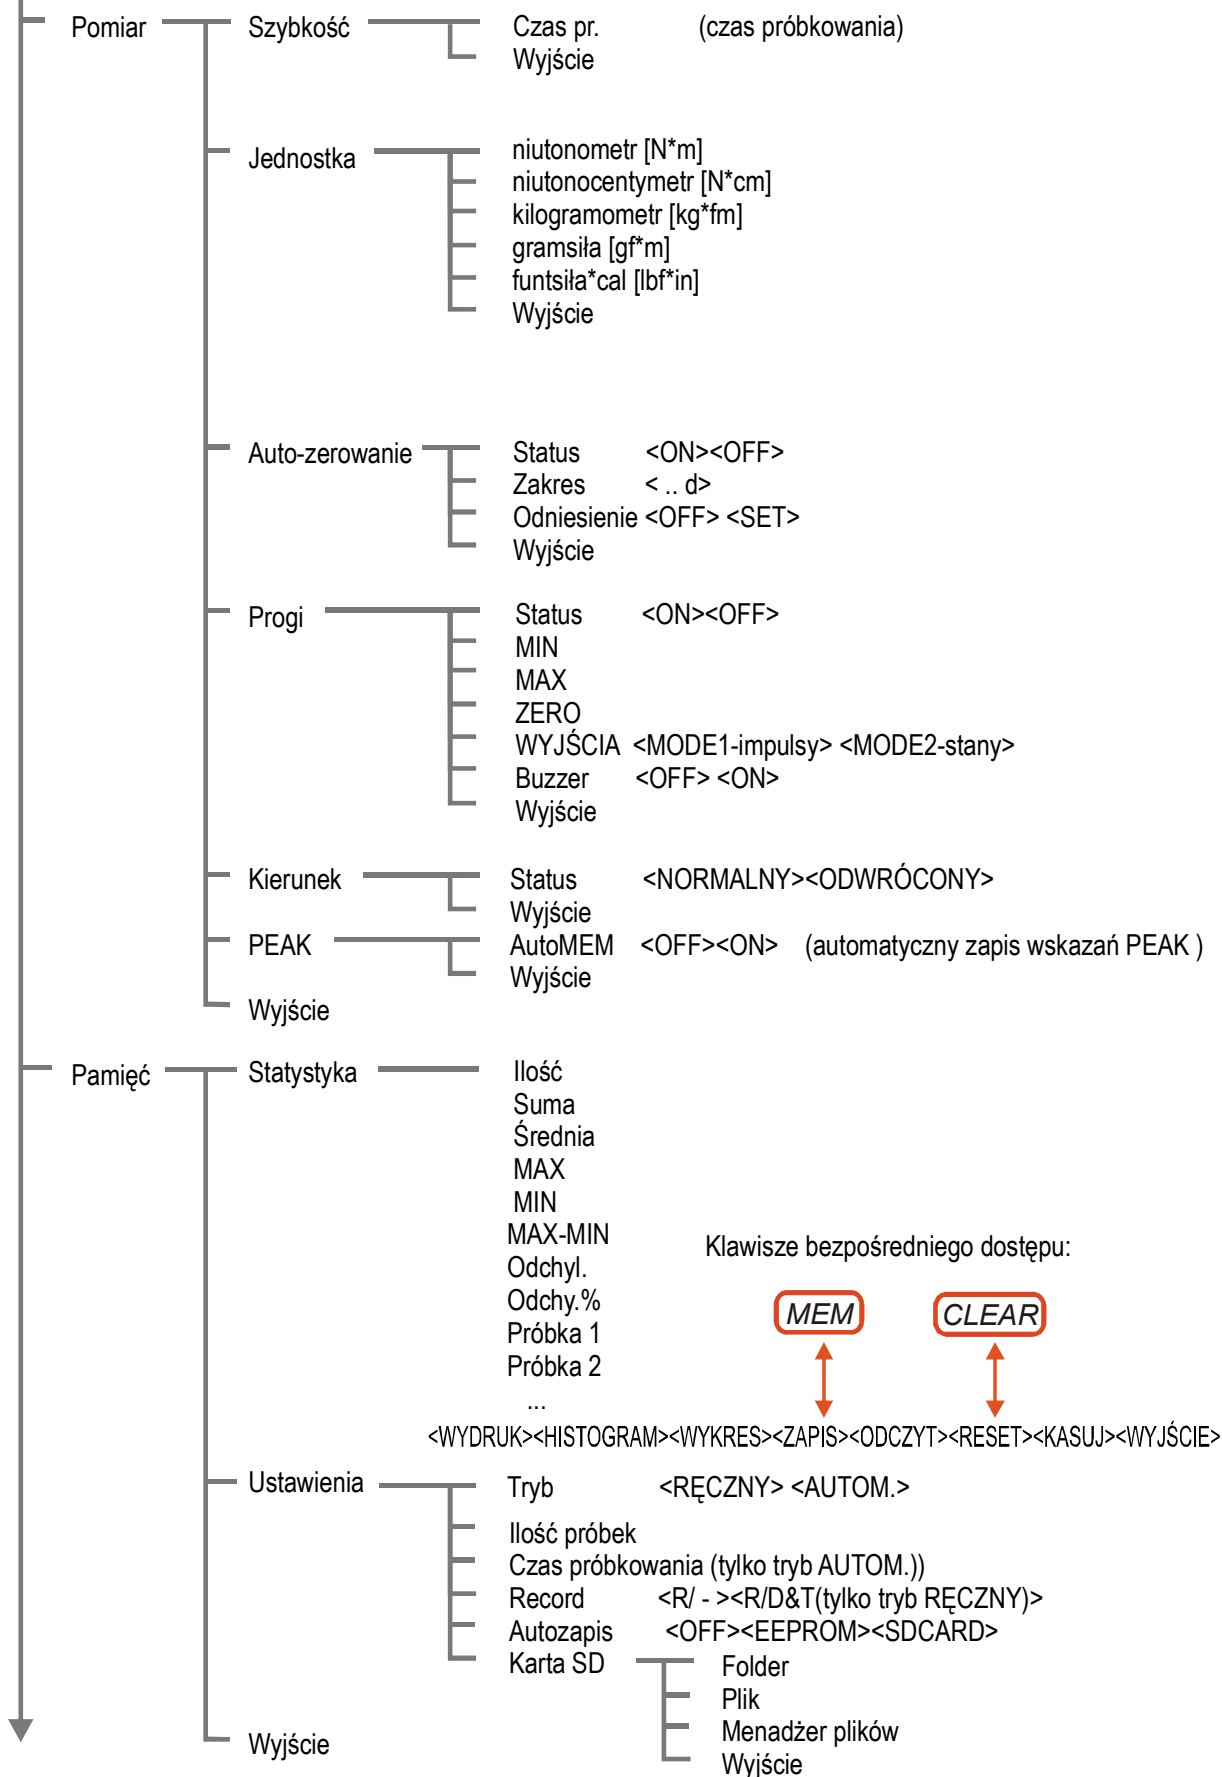 Pomiar Szybkość Czas pr. (czas próbkowania)
Wyjście
Jednostka niutonometr [N*m]
niutonocentymetr [N*cm]
kilogramometr [kg*fm]
gramsiła [gf*m]
funtsiła*cal [lbf*in]
Wyjście
Auto-zerowanie Status <ON><OFF>
Zakres < .. d>
Odniesienie <OFF> <SET>
Wyjście
Progi Status <ON><OFF>
MIN
MAX
ZERO
WYJŚCIA <MODE1-impulsy> <MODE2-stany>
Buzzer <OFF> <ON>
Wyjście
Kierunek Status <NORMALNY><ODWRÓCONY>
Wyjście
PEAK AutoMEM <OFF><ON> (automatyczny zapis wskazań PEAK )
Wyjście
Wyjście
Pamięć Statystyka Ilość
Suma
Średnia
MAX
MIN
MAX-MIN
Klawisze bezpośredniego dostępu:
Odchyl.
Odchy.%
MEM CLEAR
Próbka 1
Próbka 2
...
<WYDRUK><HISTOGRAM><WYKRES><ZAPIS><ODCZYT><RESET><KASUJ><WYJŚCIE>
Ustawienia Tryb <RĘCZNY> <AUTOM.>
Ilość próbek
Czas próbkowania (tylko tryb AUTOM.))
Record <R/ - ><R/D&T(tylko tryb RĘCZNY)>
Autozapis <OFF><EEPROM><SDCARD>
Karta SD Folder
Plik
Menadżer plików
Wyjście
Wyjście